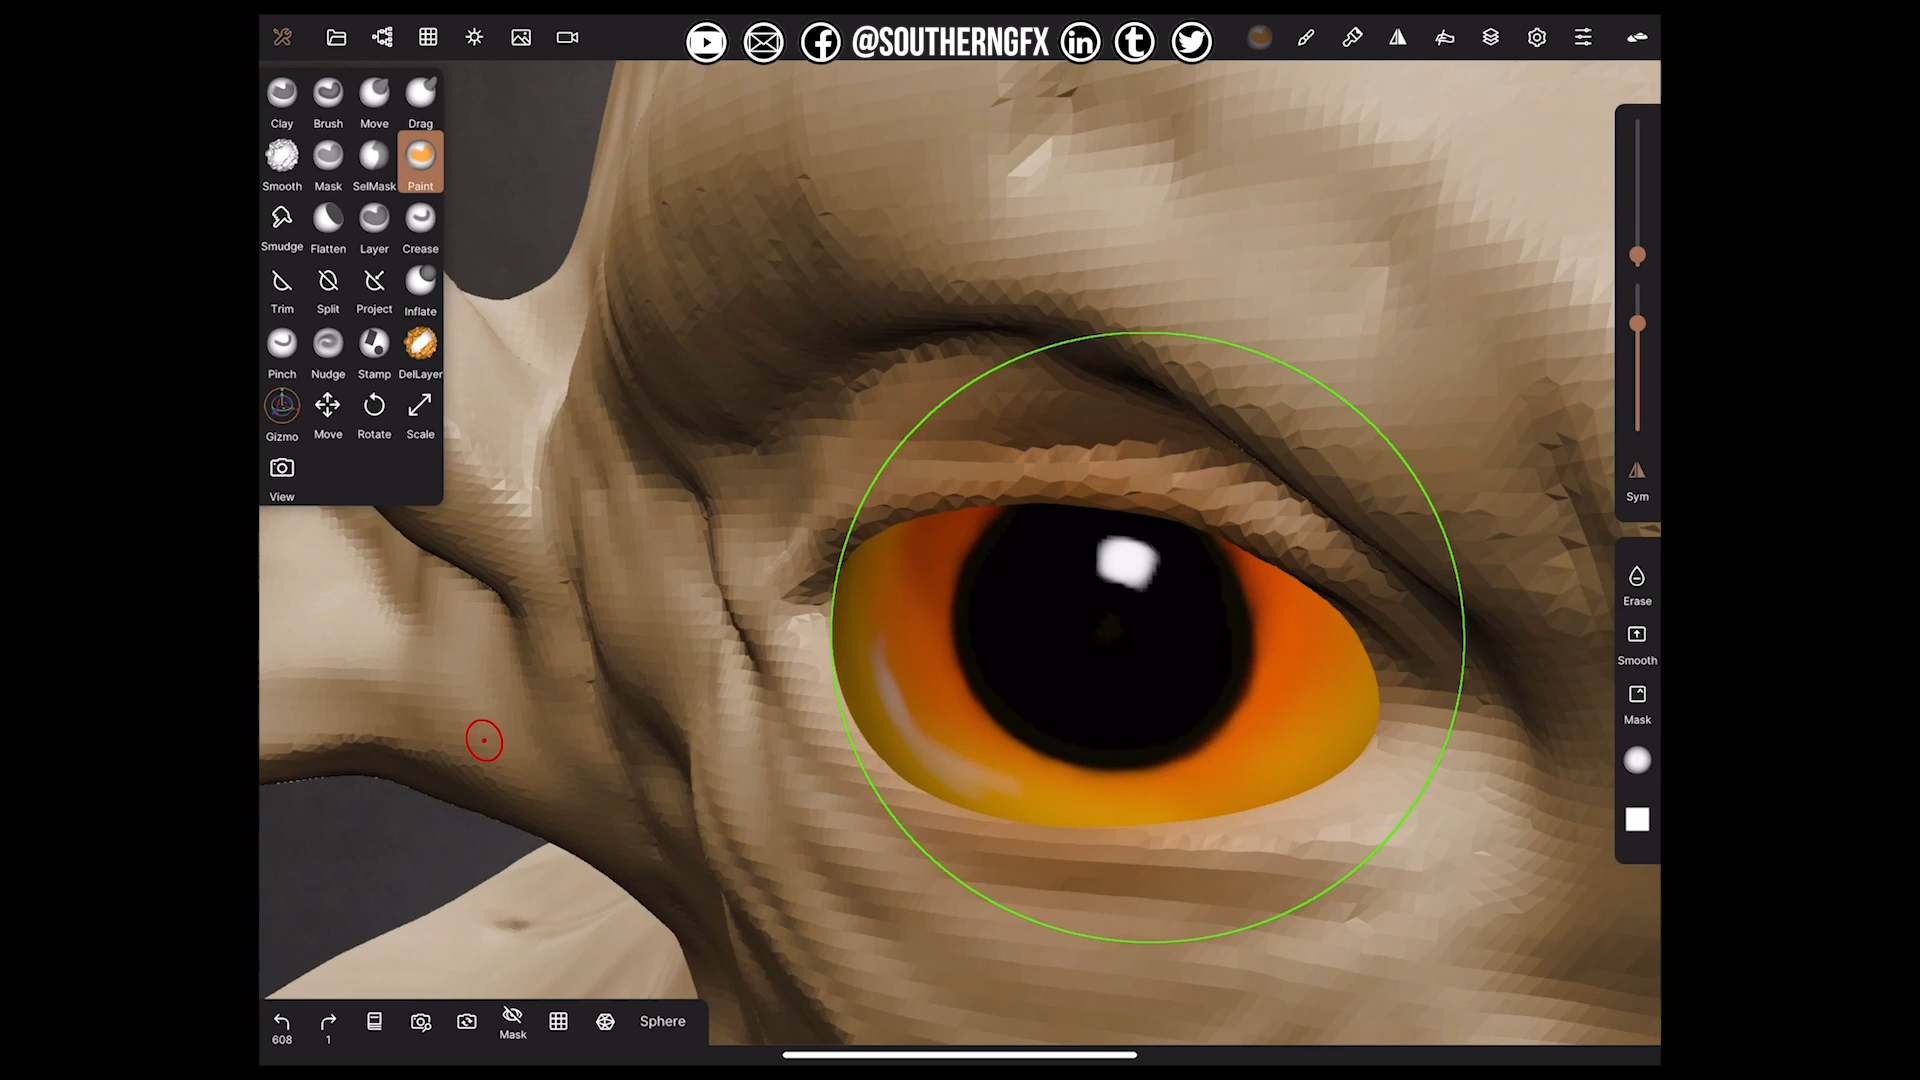 @SOUTHERNGFX
Clay Brush Move Drag
Smooth Mask SelMask Paint
Smudge Flatten Layer Crease
Trim Split Project Inflate
Pinch Nudge Stamp DelLayer
Gizmo Move Rotate Scale
View
Sym
Erase
Smooth
Mask
Mask
Sphere
608 1